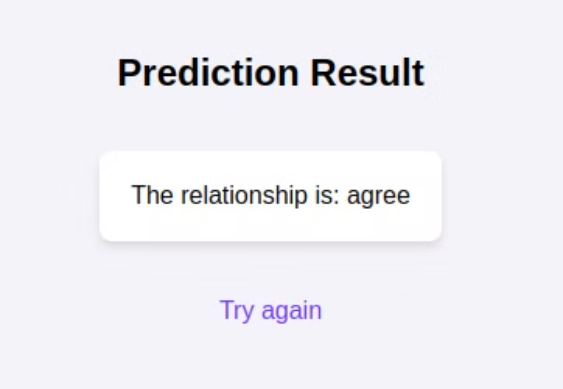 Prediction Result
The relationship is: agree
Try again